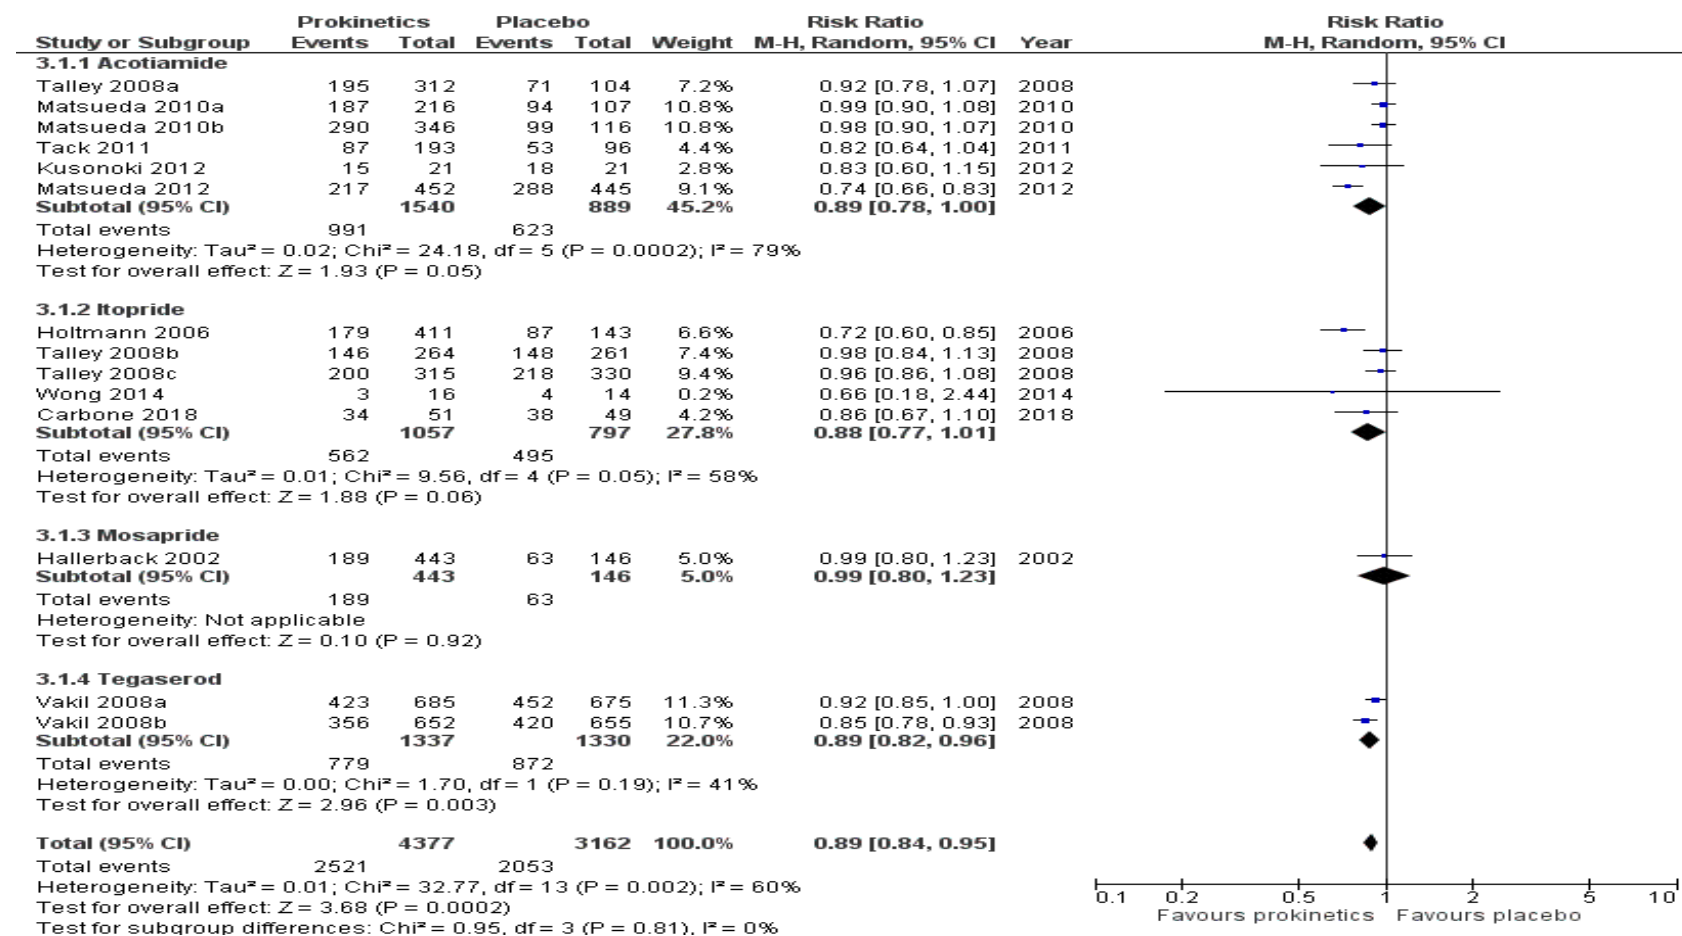 Prokinetics Placebo Risk Ratio Risk Ratio
Study or Subgroup Events Total Events Total Weight M-H, Random, 95% CI Year M-H, Random, 95% CI
3.1.1 Acotiamide
Talley 2008a 195 312 71 104 7.2% 0.92 [0.78, 1.07] 2008
Matsueda 2010a 187 216 94 107 10.8% 0.99 [0.90, 1.08] 2010
Matsueda 2010b 290 346 99 116 10.8% 0.98 [0.90, 1.07] 2010
Tack 2011 87 193 53 96 4.4% 0.82 [0.64, 1.04] 2011
Kusonoki 2012 15 21 18 21 2.8% 0.83 [0.60, 1.15] 2012
Matsueda 2012 217 452 288 445 9.1% 0.74 [0.66, 0.83] 2012
Subtotal (95% CI) 1540 889 45.2% 0.89 [0.78, 1.00]
Total events 991 623
Heterogeneity: Tau² = 0.02; Chi² = 24.18, df = 5 (P = 0.0002); I² = 79%
Test for overall effect: Z = 1.93 (P = 0.05)
3.1.2 Itopride
Holtmann 2006 179 411 87 143 6.6% 0.72 [0.60, 0.85] 2006
Talley 2008b 146 264 148 261 7.4% 0.98 [0.84, 1.13] 2008
Talley 2008c 200 315 218 330 9.4% 0.96 [0.86, 1.08] 2008
Wong 2014 3 16 4 14 0.2% 0.66 [0.18, 2.44] 2014
Carbone 2018 34 51 38 49 4.2% 0.86 [0.67, 1.10] 2018
Subtotal (95% CI) 1057 797 27.8% 0.88 [0.77, 1.01]
Total events 562 495
Heterogeneity: Tau² = 0.01; Chi² = 9.56, df = 4 (P = 0.05); I² = 58%
Test for overall effect: Z = 1.88 (P = 0.06)
3.1.3 Mosapride
Hallerback 2002 189 443 63 146 5.0% 0.99 [0.80, 1.23] 2002
Subtotal (95% CI) 443 146 5.0% 0.99 [0.80, 1.23]
Total events 189 63
Heterogeneity: Not applicable
Test for overall effect: Z = 0.10 (P = 0.92)
3.1.4 Tegaserod
Vakil 2008a 423 685 452 675 11.3% 0.92 [0.85, 1.00] 2008
Vakil 2008b 356 652 420 655 10.7% 0.85 [0.78, 0.93] 2008
Subtotal (95% CI) 1337 1330 22.0% 0.89 [0.82, 0.96]
Total events 779 872
Heterogeneity: Tau² = 0.00; Chi² = 1.70, df = 1 (P = 0.19); I² = 41%
Test for overall effect: Z = 2.96 (P = 0.003)
Total (95% CI) 4377 3162 100.0% 0.89 [0.84, 0.95]
Total events 2521 2053
Heterogeneity: Tau² = 0.01; Chi² = 32.77, df = 13 (P = 0.002); I² = 60%
Test for overall effect: Z = 3.68 (P = 0.0002)
Test for subgroup differences: Chi² = 0.95, df = 3 (P = 0.81), I² = 0%
0.1 0.2 0.5 1 2 5 10
Favours prokinetics Favours placebo